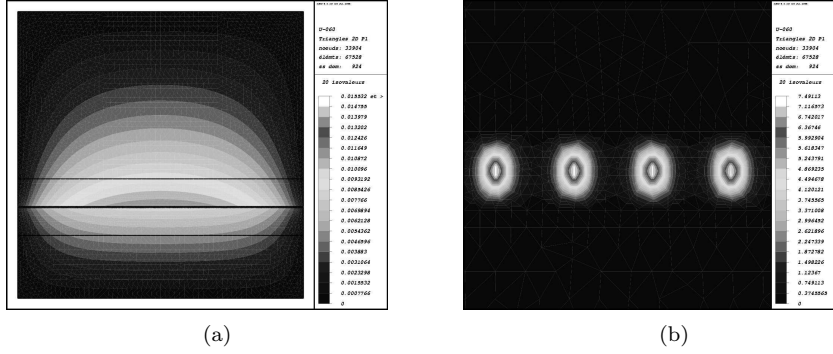 U-060
Triangles 2D P1
noeuds: 33904
élémts: 67528
ss dom: 924
20 isovaleurs
0.015532 et >
0.014755
0.013979
0.013202
0.012426
0.011649
0.010872
0.010096
0.0093192
0.0085426
0.007766
0.0069894
0.0062128
0.0054362
0.0046596
0.003883
0.0031064
0.0023298
0.0015532
0.0007766
0
(a)
U-060
Triangles 2D P1
noeuds: 33904
élémts: 67528
ss dom: 924
20 isovaleurs
7.49113
7.116573
6.742017
6.36746
5.992904
5.618347
5.243791
4.869235
4.494678
4.120121
3.745565
3.371008
2.996452
2.621896
2.247339
1.872782
1.498226
1.12367
0.749113
0.3745565
0
(b)